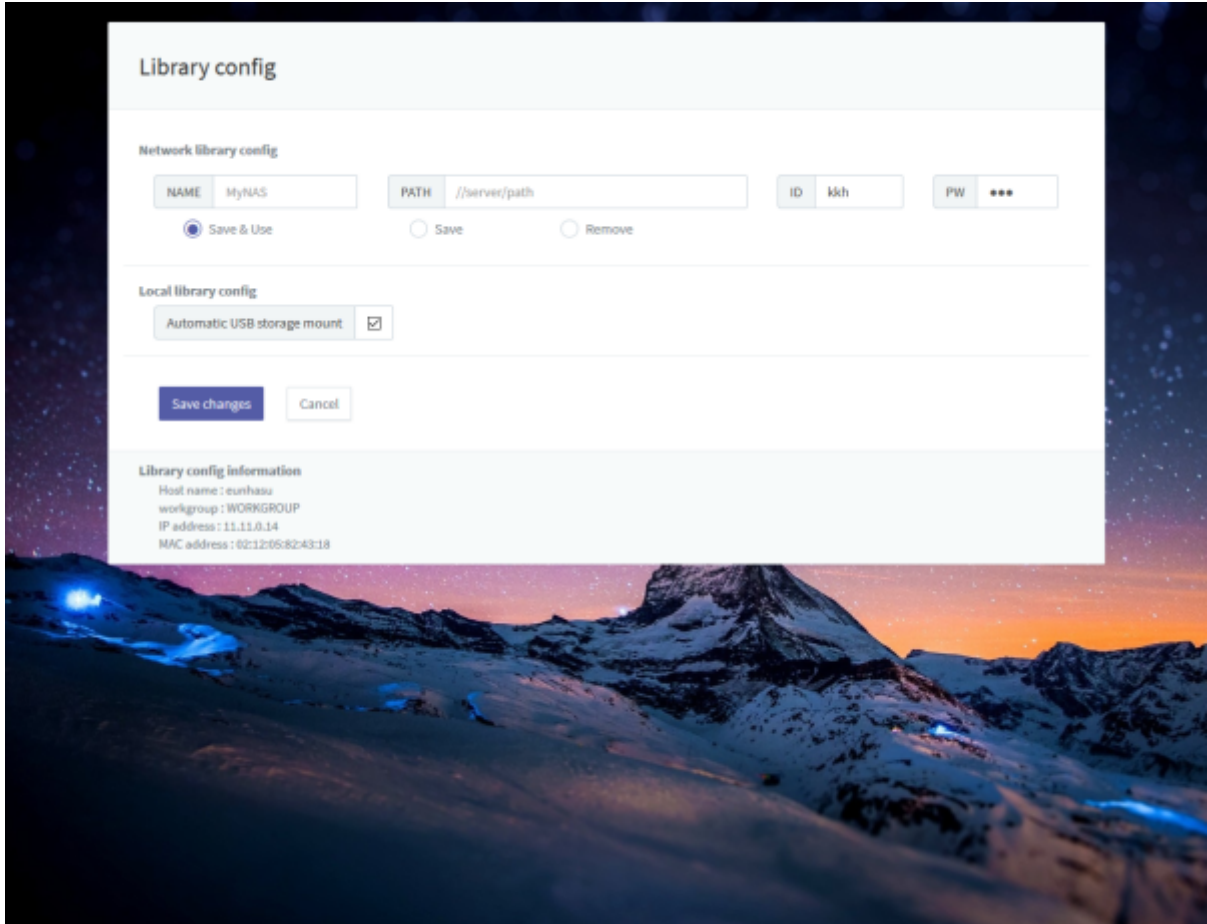 Library config
Network library config
NAME MyNAS PATH //server/path ID kkh PW •••
Save & Use Save Remove
Local library config
Automatic USB storage mount
Save changes Cancel
Library config information
Host name : eunhasu
workgroup : WORKGROUP
IP address : 11.11.0.14
MAC address : 02:12:05:82:43:18